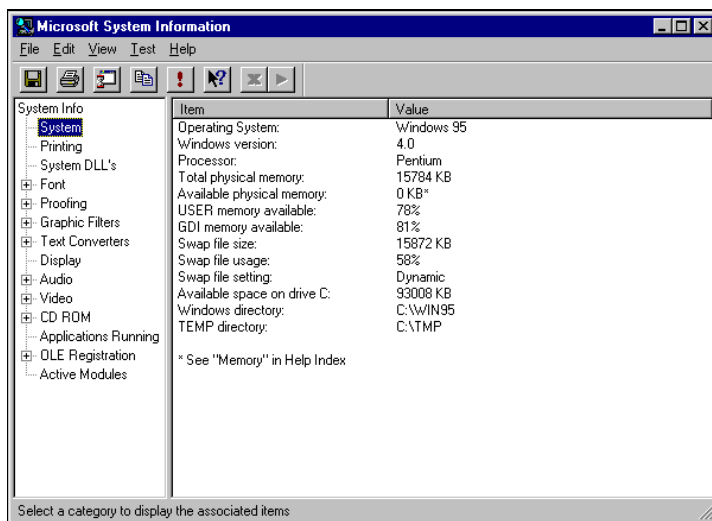 Microsoft System Information
File Edit View Test Help
System Info
System
Printing
System DLL's
Font
Proofing
Graphic Filters
Text Converters
Display
Audio
Video
CD ROM
Applications Running
OLE Registration
Active Modules
Item Value
Operating System: Windows 95
Windows version: 4.0
Processor: Pentium
Total physical memory: 15784 KB
Available physical memory: 0 KB*
USER memory available: 78%
GDI memory available: 81%
Swap file size: 15872 KB
Swap file usage: 58%
Swap file setting: Dynamic
Available space on drive C: 93008 KB
Windows directory: C:\WIN95
TEMP directory: C:\TMP
* See "Memory" in Help Index
Select a category to display the associated items